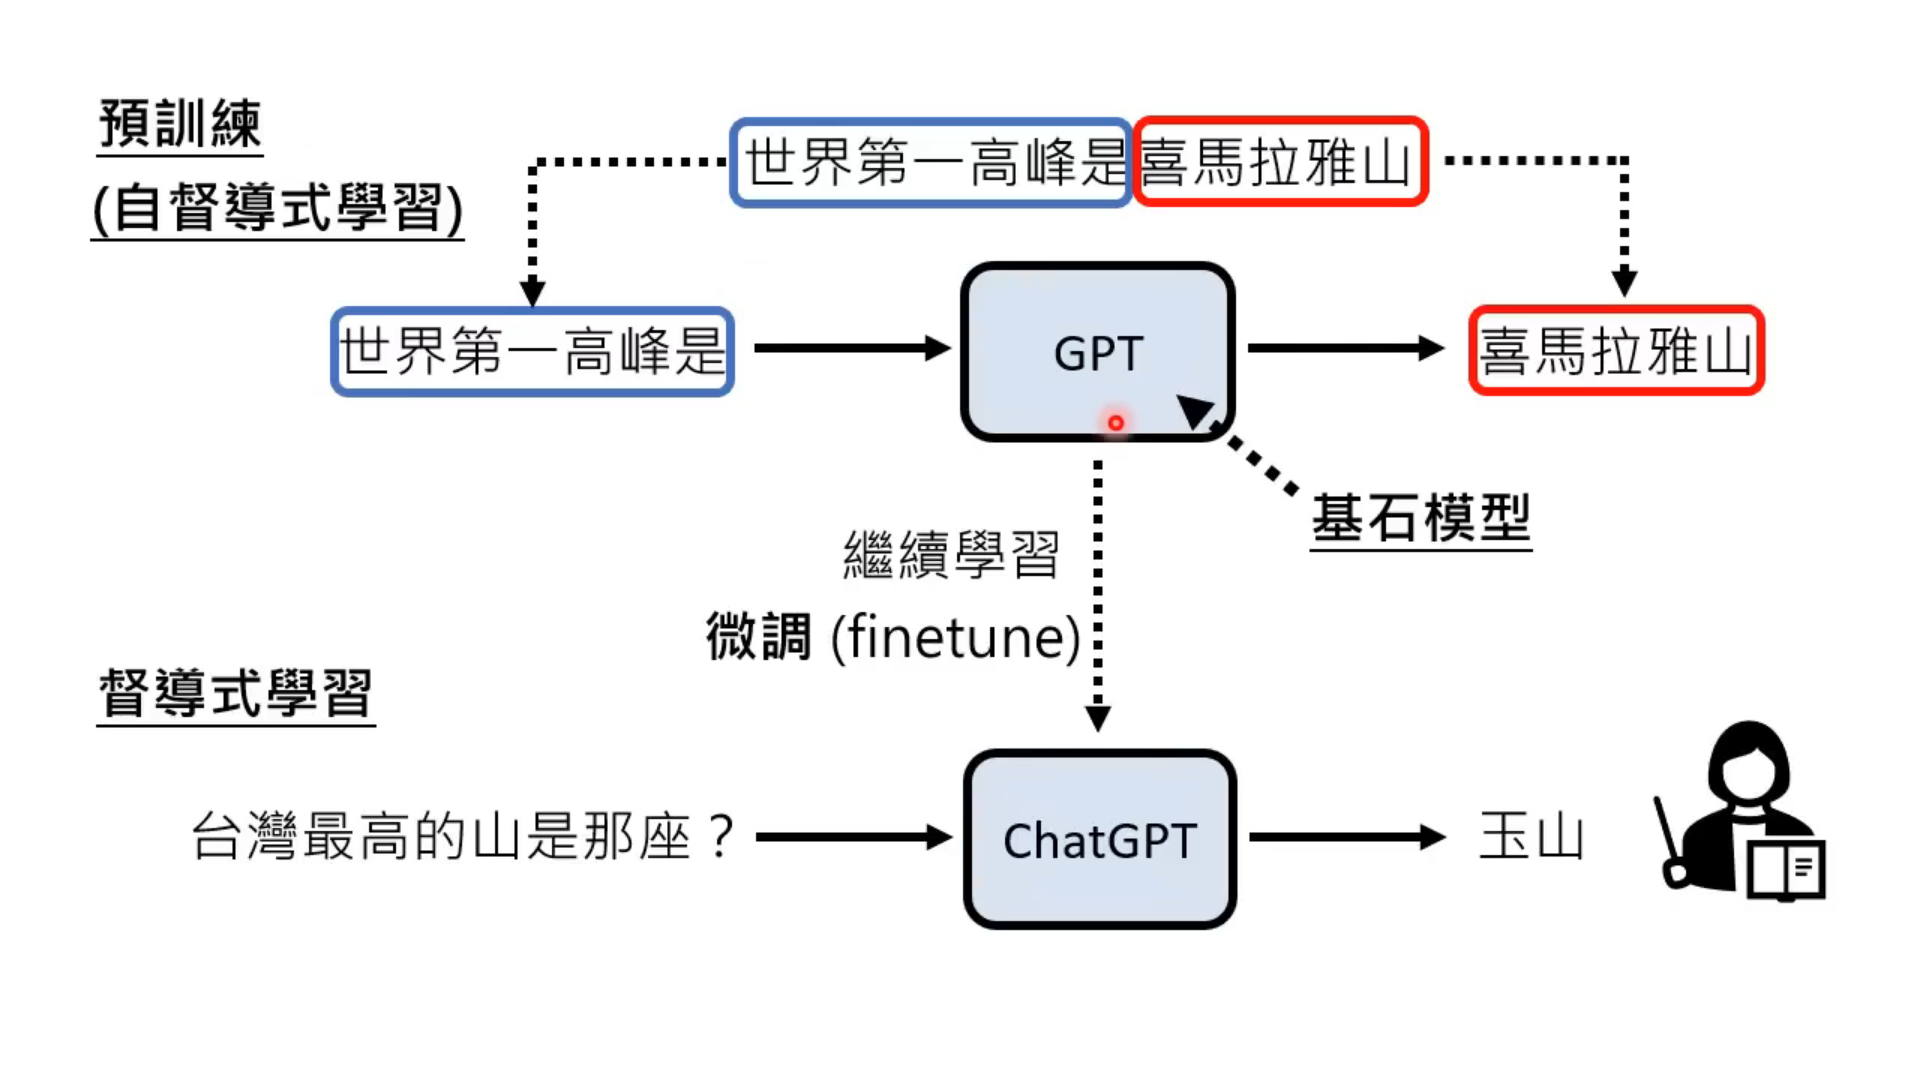 預訓練
(自督導式學習)
世界第一高峰是喜馬拉雅山
世界第一高峰是
GPT
喜馬拉雅山
基石模型
繼續學習
微調 (finetune)
督導式學習
台灣最高的山是那座？
ChatGPT
玉山